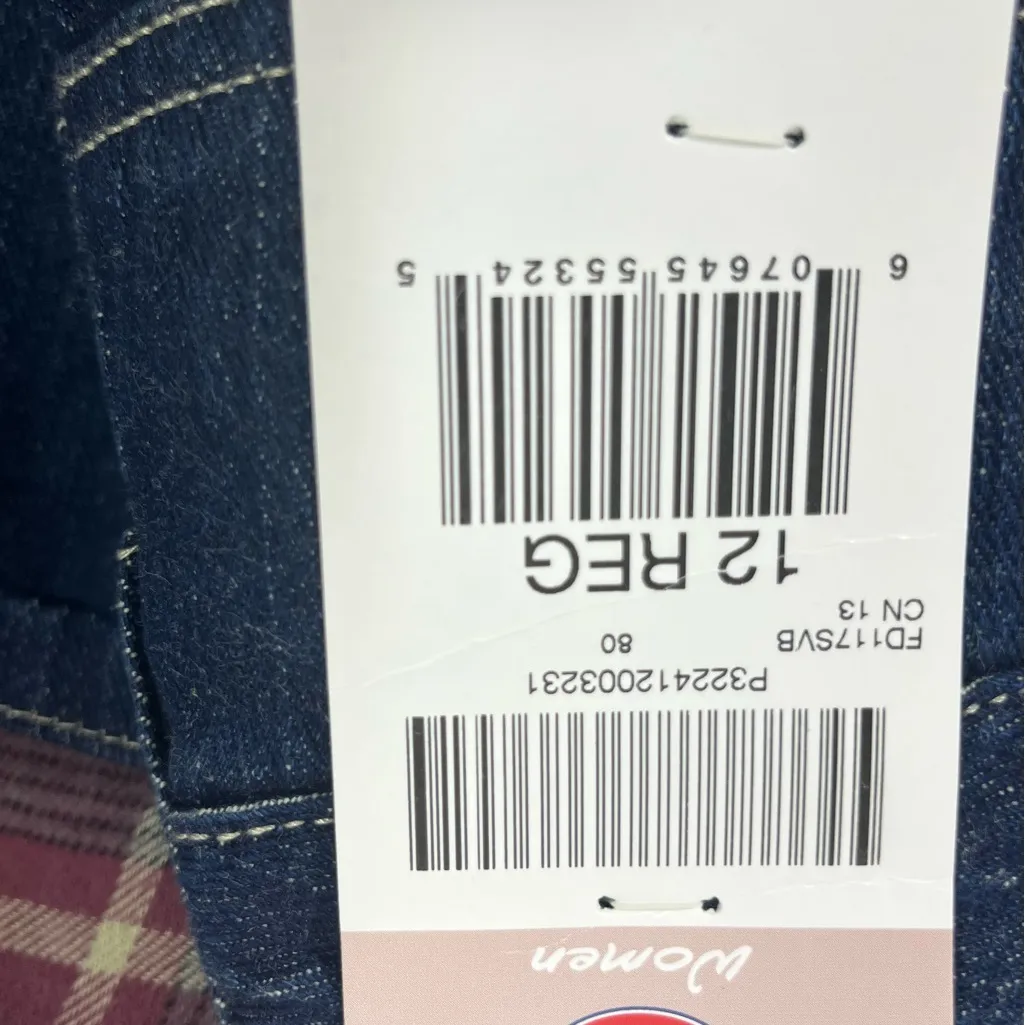 Women
P322412003231
FD117SVB 80
CN 13
12 REG
6 07645 55324 5